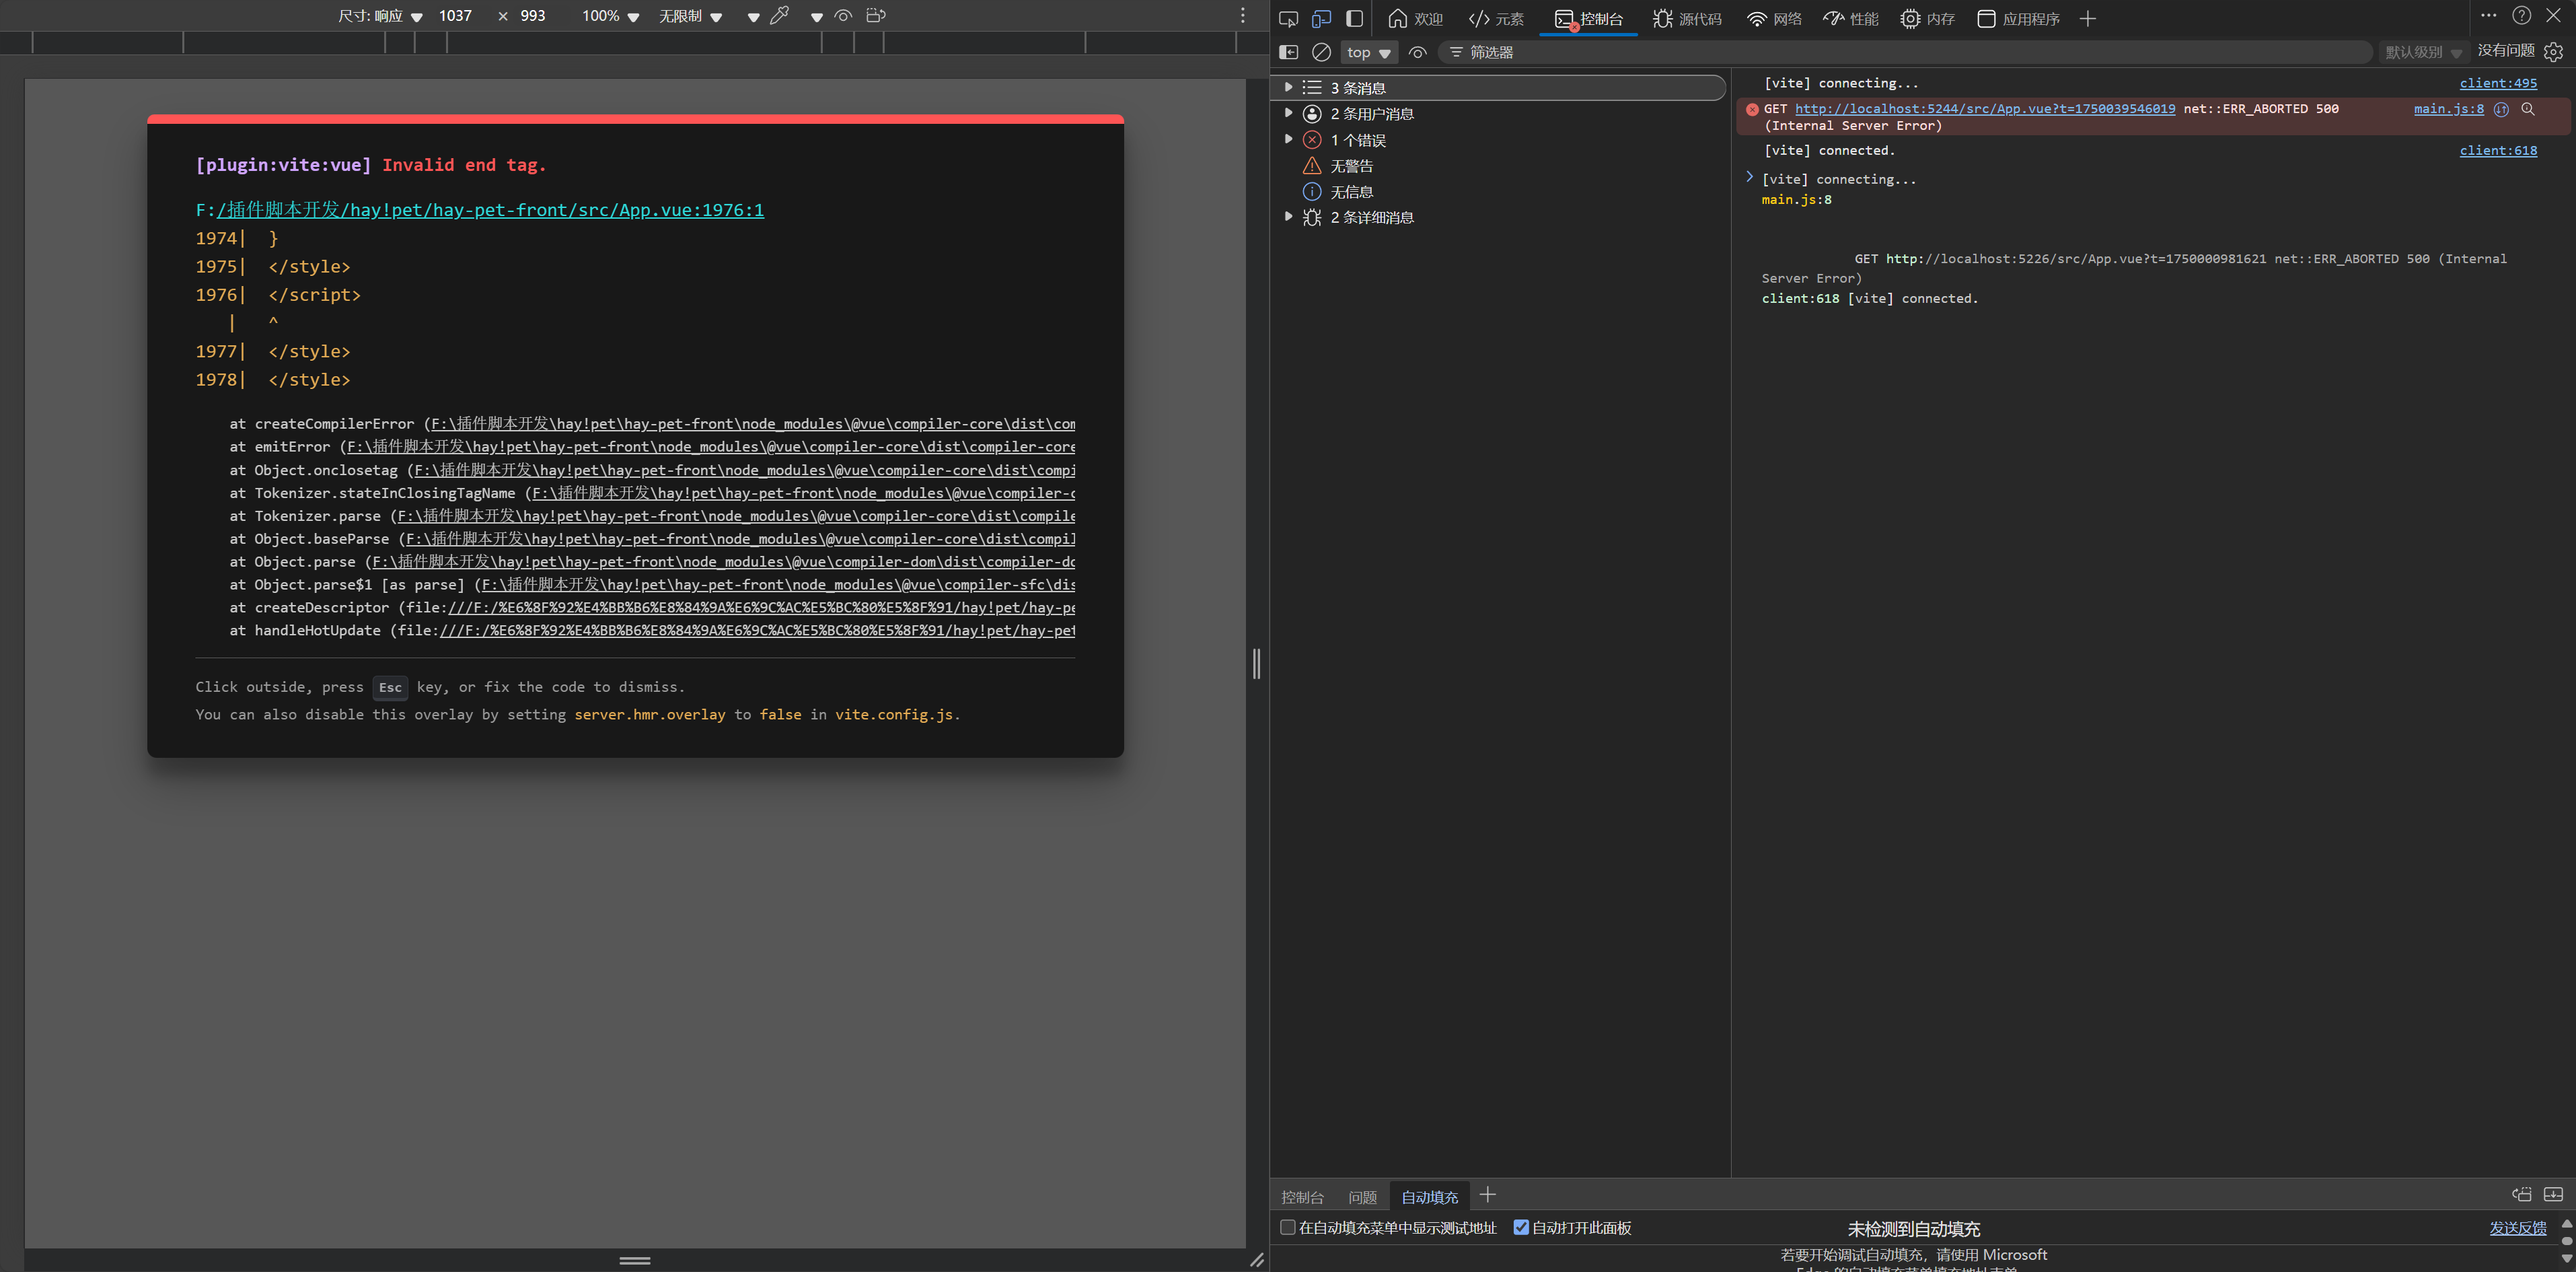 尺寸: 响应 1037 × 993 100% 无限制
欢迎 元素 控制台 源代码 网络 性能 内存 应用程序
top 筛选器 默认级别 没有问题
[plugin:vite:vue] Invalid end tag.
F:/插件脚本开发/hay!pet/hay-pet-front/src/App.vue:1976:1
1974| }
1975| </style>
1976| </script>
| ^
1977| </style>
1978| </style>
at createCompilerError (F:\插件脚本开发\hay!pet\hay-pet-front\node_modules\@vue\compiler-core\dist\com
at emitError (F:\插件脚本开发\hay!pet\hay-pet-front\node_modules\@vue\compiler-core\dist\compiler-core
at Object.onclosetag (F:\插件脚本开发\hay!pet\hay-pet-front\node_modules\@vue\compiler-core\dist\compi
at Tokenizer.stateInClosingTagName (F:\插件脚本开发\hay!pet\hay-pet-front\node_modules\@vue\compiler-c
at Tokenizer.parse (F:\插件脚本开发\hay!pet\hay-pet-front\node_modules\@vue\compiler-core\dist\compile
at Object.baseParse (F:\插件脚本开发\hay!pet\hay-pet-front\node_modules\@vue\compiler-core\dist\compil
at Object.parse (F:\插件脚本开发\hay!pet\hay-pet-front\node_modules\@vue\compiler-dom\dist\compiler-do
at Object.parse$1 [as parse] (F:\插件脚本开发\hay!pet\hay-pet-front\node_modules\@vue\compiler-sfc\dis
at createDescriptor (file:///F:/%E6%8F%92%E4%BB%B6%E8%84%9A%E6%9C%AC%E5%BC%80%E5%8F%91/hay!pet/hay-pe
at handleHotUpdate (file:///F:/%E6%8F%92%E4%BB%B6%E8%84%9A%E6%9C%AC%E5%BC%80%E5%8F%91/hay!pet/hay-pet
Click outside, press Esc key, or fix the code to dismiss.
You can also disable this overlay by setting server.hmr.overlay to false in vite.config.js.
3 条消息
2 条用户消息
1 个错误
无警告
无信息
2 条详细消息
[vite] connecting... client:495
GET http://localhost:5244/src/App.vue?t=1750039546019 net::ERR_ABORTED 500 main.js:8
(Internal Server Error)
[vite] connected. client:618
[vite] connecting...
main.js:8
GET http://localhost:5226/src/App.vue?t=1750000981621 net::ERR_ABORTED 500 (Internal
Server Error)
client:618 [vite] connected.
控制台 问题 自动填充
在自动填充菜单中显示测试地址 自动打开此面板 未检测到自动填充 发送反馈
若要开始调试自动填充，请使用 Microsoft
Edge 的自动填充菜单填充地址表单